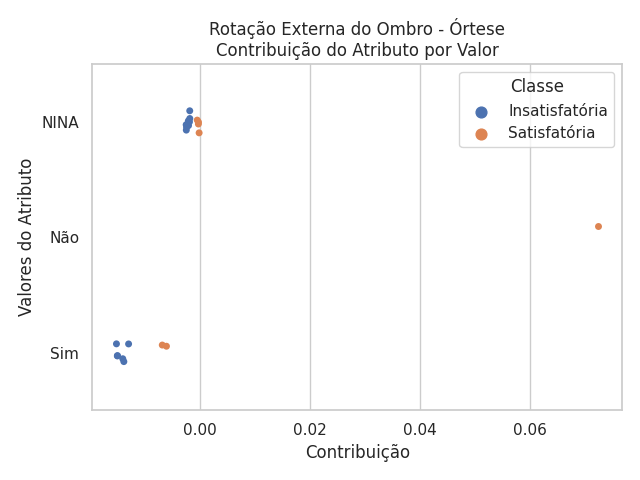 Rotação Externa do Ombro - Órtese
Contribuição do Atributo por Valor
Classe
Insatisfatória
Satisfatória
Valores do Atributo
NINA
Não
Sim
0.00
0.02
0.04
0.06
Contribuição